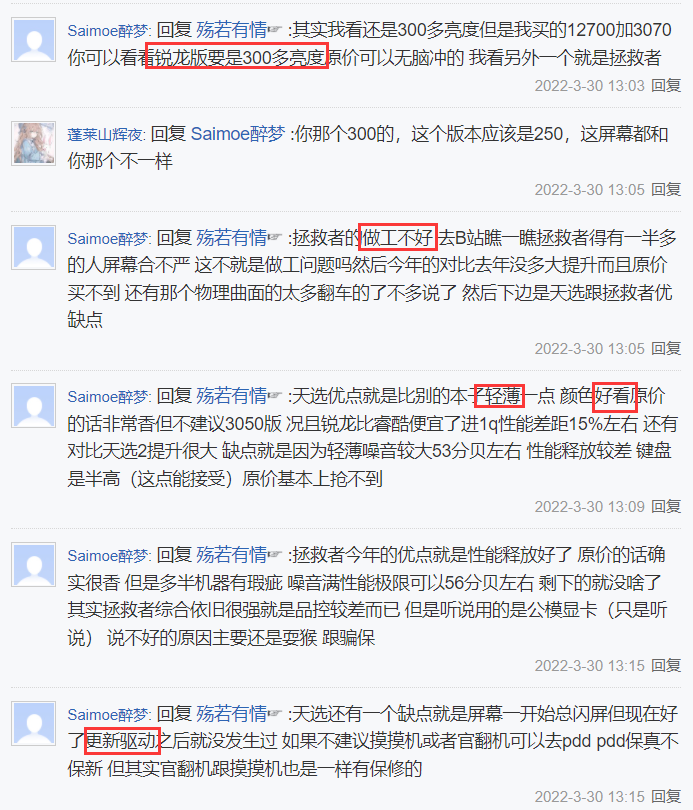 Saimoe醉梦: 回复 殇若有情☞ :其实我看还是300多亮度但是我买的12700加3070
你可以看看锐龙版要是300多亮度原价可以无脑冲的 我看另外一个就是拯救者
2022-3-30 13:03 回复
蓬莱山辉夜: 回复 Saimoe醉梦 :你那个300的，这个版本应该是250，这屏幕都和
你那个不一样
2022-3-30 13:05 回复
Saimoe醉梦: 回复 殇若有情☞ :拯救者的做工不好 去B站瞧一瞧拯救者得有一半多
的人屏幕合不严 这不就是做工问题吗然后今年的对比去年没多大提升而且原价
买不到 还有那个物理曲面的太多翻车的了不多说了 然后下边是天选跟拯救者优
缺点
2022-3-30 13:05 回复
Saimoe醉梦: 回复 殇若有情☞ :天选优点就是比别的本子轻薄一点 颜色好看原价
的话非常香但不建议3050版 况且锐龙比睿酷便宜了进1q性能差距15%左右 还有
对比天选2提升很大 缺点就是因为轻薄噪音较大53分贝左右 性能释放较差 键盘
是半高（这点能接受）原价基本上抢不到
2022-3-30 13:09 回复
Saimoe醉梦: 回复 殇若有情☞ :拯救者今年的优点就是性能释放好了 原价的话确
实很香 但是多半机器有瑕疵 噪音满性能极限可以56分贝左右 剩下的就没啥了
其实拯救者综合依旧很强就是品控较差而已 但是听说用的是公模显卡（只是听
说） 说不好的原因主要还是耍猴 跟骗保
2022-3-30 13:15 回复
Saimoe醉梦: 回复 殇若有情☞ :天选还有一个缺点就是屏幕一开始总闪屏但现在好
了更新驱动之后就没发生过 如果不建议摸摸机或者官翻机可以去pdd pdd保真不
保新 但其实官翻机跟摸摸机也是一样有保修的
2022-3-30 13:15 回复